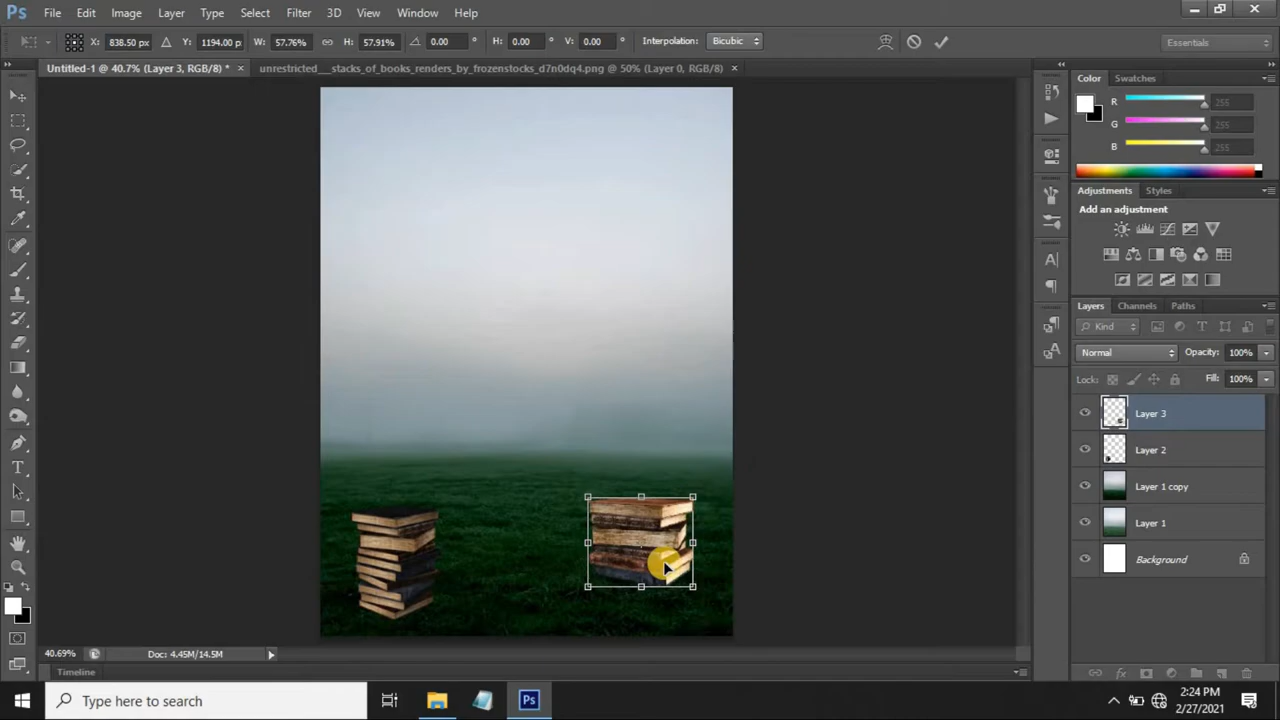 Ps File Edit Image Layer Type Select Filter 3D View Window Help
X: 838.50 px Y: 1194.00 p W: 57.76% H: 57.91% 0.00 ° H: 0.00 ° V: 0.00 ° Interpolation: Bicubic Essentials
Untitled-1 @ 40.7% (Layer 3, RGB/8) * × unrestricted__stacks_of_books_renders_by_frozenstocks_d7n0dq4.png @ 50% (Layer 0, RGB/8) ×
Color Swatches
R 255
G 255
B 255
Adjustments Styles
Add an adjustment
Layers Channels Paths
Kind
Normal Opacity: 100%
Lock: Fill: 100%
Layer 3
Layer 2
Layer 1 copy
Layer 1
Background
40.69% Doc: 4.45M/14.5M
Timeline
Type here to search Ps
2:24 PM
2/27/2021